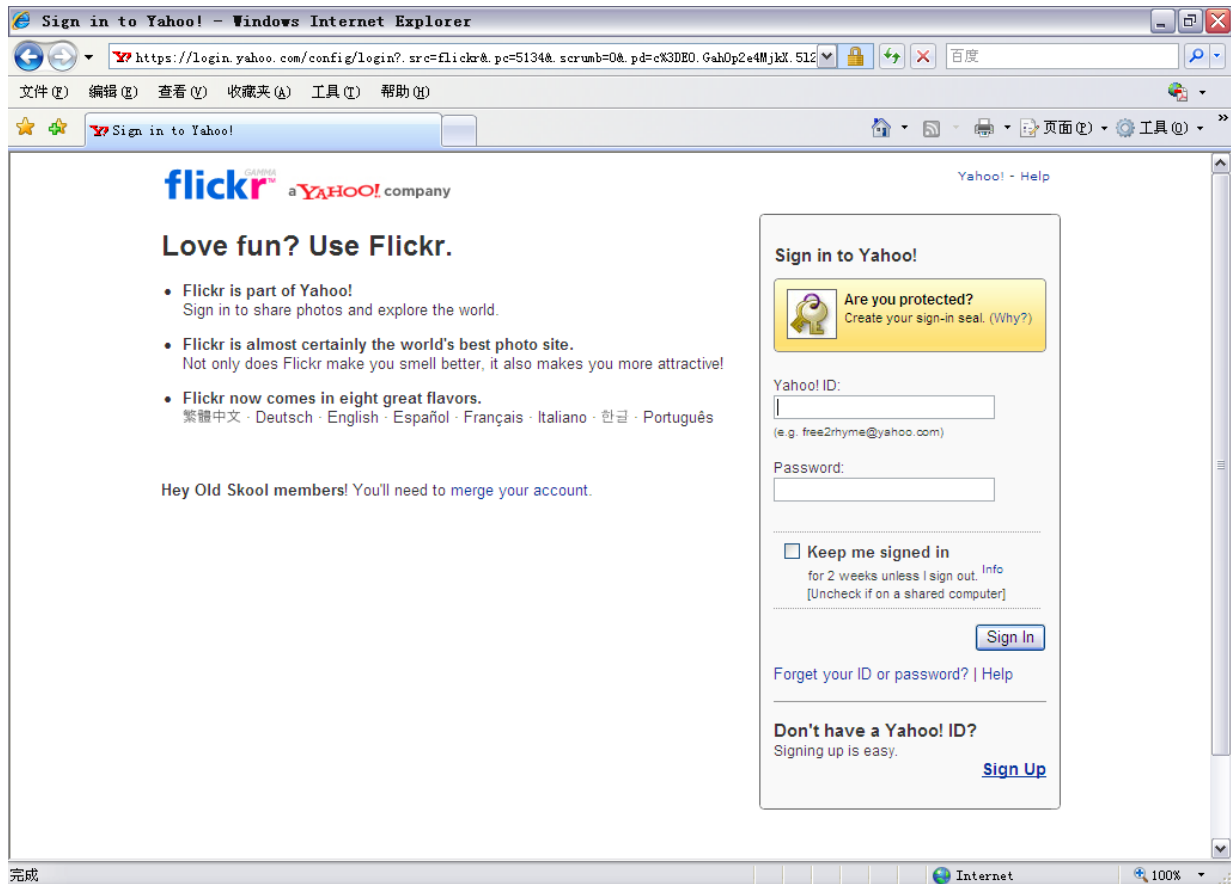 Sign in to Yahoo! - Windows Internet Explorer
https://login.yahoo.com/config/login?.src=flickr&.pc=5134&.scrumb=0&.pd=c%3DEO.GahOp2e4MjkX.512
百度
文件(F) 编辑(E) 查看(V) 收藏夹(A) 工具(T) 帮助(H)
Sign in to Yahoo!
页面(P) 工具(O)
flickr GAMMA™ a YAHOO! company
Yahoo! - Help
Love fun? Use Flickr.
• Flickr is part of Yahoo!
Sign in to share photos and explore the world.
• Flickr is almost certainly the world's best photo site.
Not only does Flickr make you smell better, it also makes you more attractive!
• Flickr now comes in eight great flavors.
繁體中文 · Deutsch · English · Español · Français · Italiano · 한글 · Português
Hey Old Skool members! You'll need to merge your account.
Sign in to Yahoo!
Are you protected?
Create your sign-in seal. (Why?)
Yahoo! ID:
(e.g. free2rhyme@yahoo.com)
Password:
Keep me signed in
for 2 weeks unless I sign out. Info
[Uncheck if on a shared computer]
Sign In
Forget your ID or password? | Help
Don't have a Yahoo! ID?
Signing up is easy.
Sign Up
完成
Internet
100%